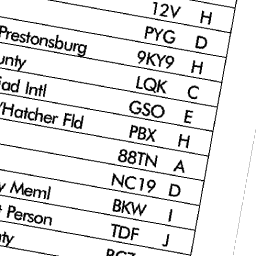 12V H
PYG D
Prestonsburg 9KY9 H
unty LQK C
iad Intl GSO E
/Hatcher Fld PBX H
88TN A
NC19 D
y Meml BKW I
t Person TDF J
nty